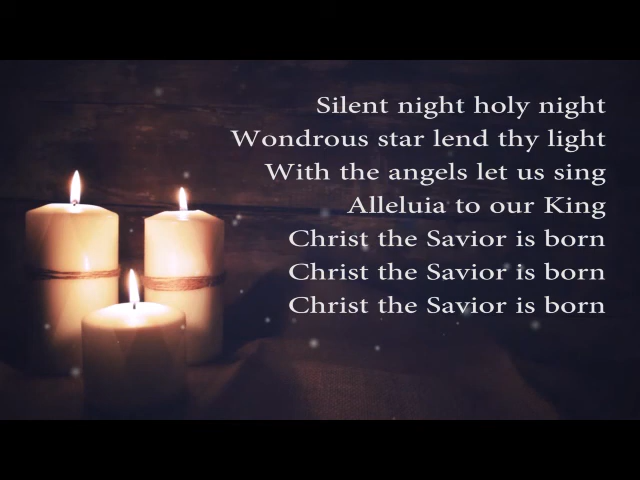 Silent night holy night
Wondrous star lend thy light
With the angels let us sing
Alleluia to our King
Christ the Savior is born
Christ the Savior is born
Christ the Savior is born